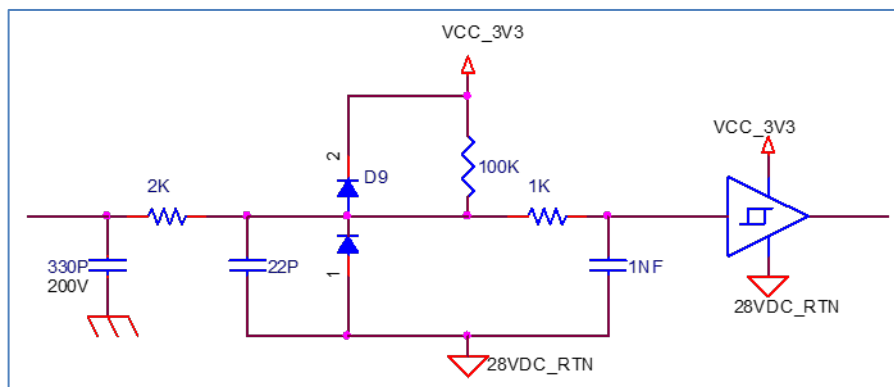 VCC_3V3
VCC_3V3
2
D9
100K
2K
1K
330P
200V
22P
1
1NF
28VDC_RTN
28VDC_RTN